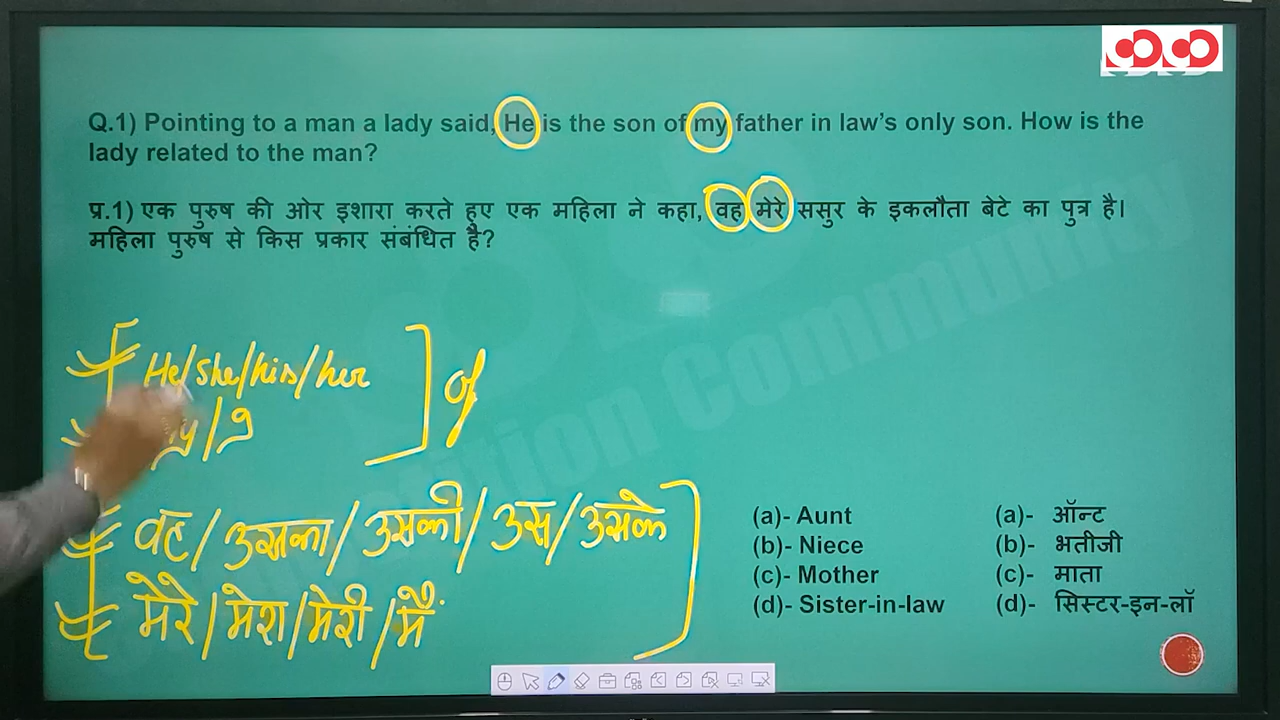 Q.1) Pointing to a man a lady said, He is the son of my father in law's only son. How is the
lady related to the man?
प्र.1) एक पुरुष की ओर इशारा करते हुए एक महिला ने कहा, वह मेरे ससुर के इकलौता बेटे का पुत्र है।
महिला पुरुष से किस प्रकार संबंधित है?
He/She/his/her
of
वह/उसका/उसकी/उस/उसके
मेरे/मेरा/मेरी/मैं
(a)- Aunt
(b)- Niece
(c)- Mother
(d)- Sister-in-law
(a)- ऑन्ट
(b)- भतीजी
(c)- माता
(d)- सिस्टर-इन-लॉ
Community